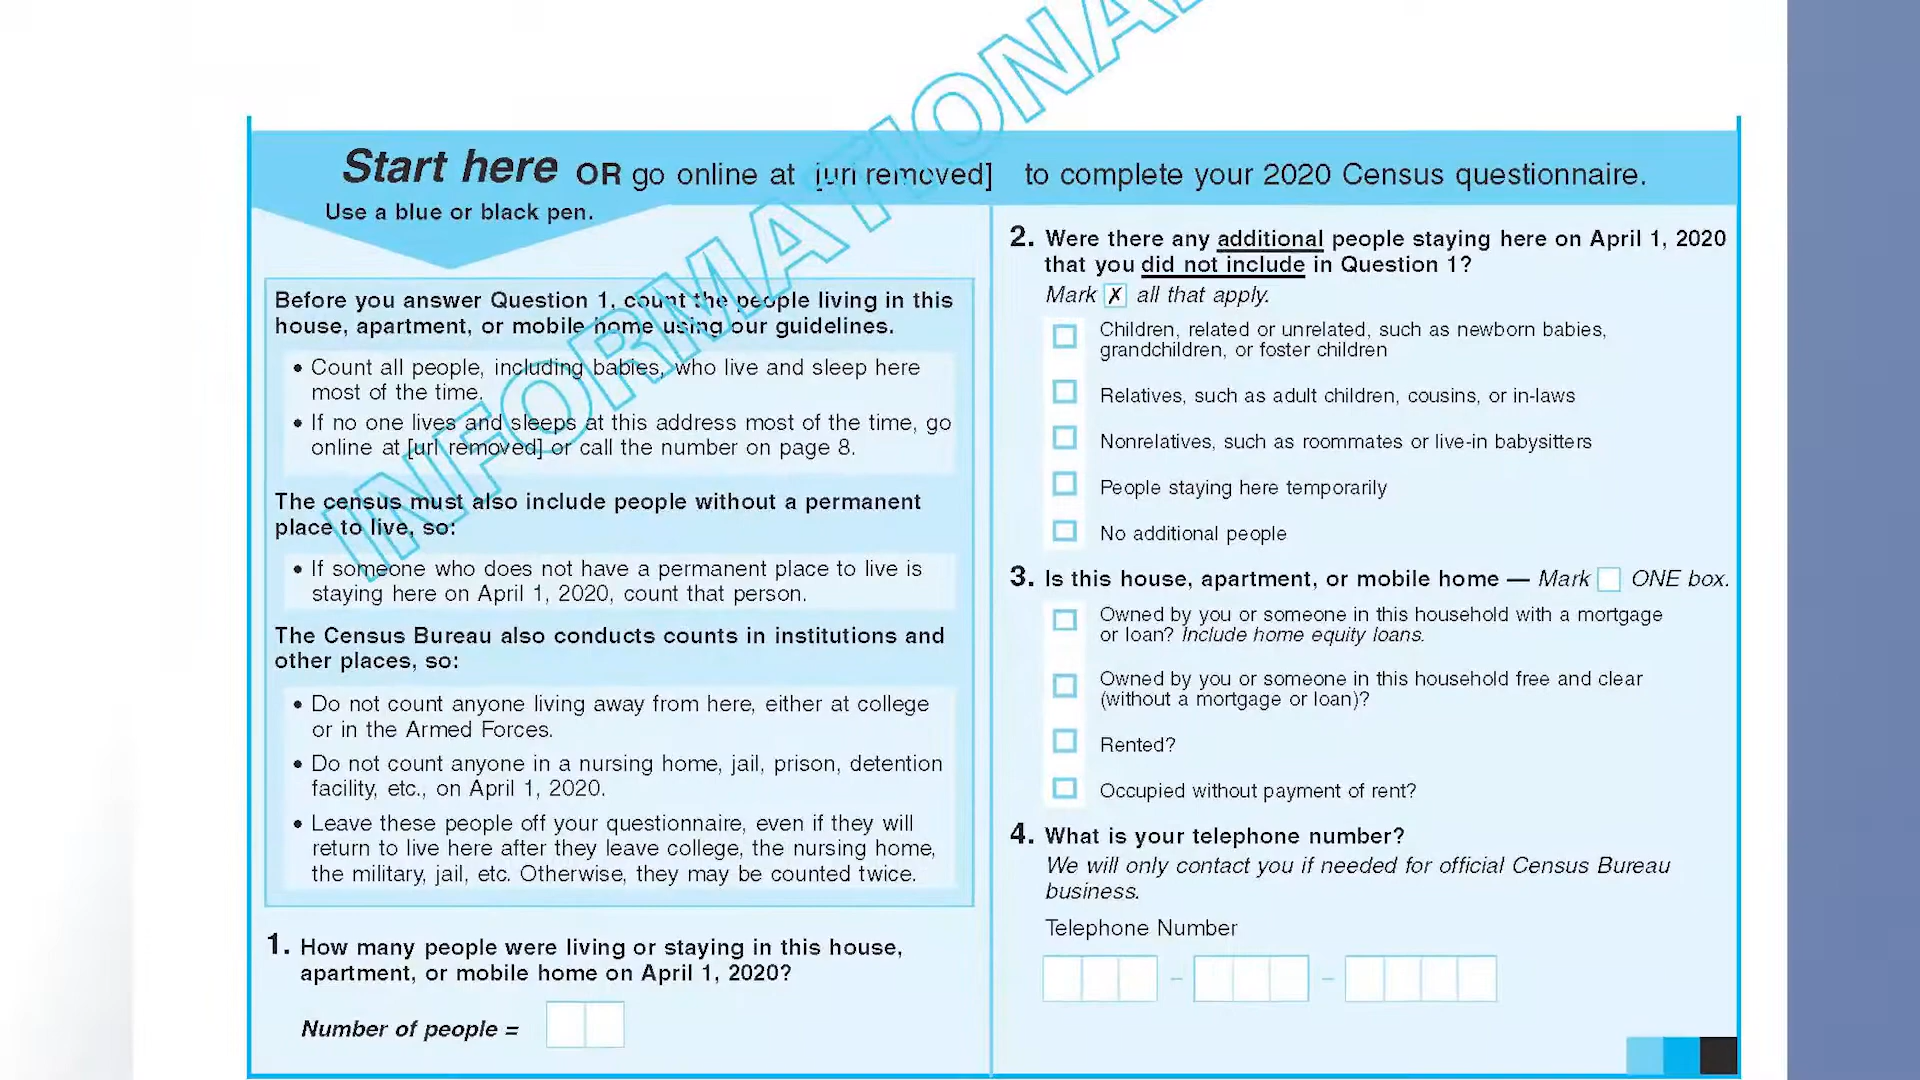 INFORMATIONAL
Start here OR go online at [url removed] to complete your 2020 Census questionnaire.
Use a blue or black pen.
Before you answer Question 1, count the people living in this
house, apartment, or mobile home using our guidelines.
• Count all people, including babies, who live and sleep here
most of the time.
• If no one lives and sleeps at this address most of the time, go
online at [url removed] or call the number on page 8.
The census must also include people without a permanent
place to live, so:
• If someone who does not have a permanent place to live is
staying here on April 1, 2020, count that person.
The Census Bureau also conducts counts in institutions and
other places, so:
• Do not count anyone living away from here, either at college
or in the Armed Forces.
• Do not count anyone in a nursing home, jail, prison, detention
facility, etc., on April 1, 2020.
• Leave these people off your questionnaire, even if they will
return to live here after they leave college, the nursing home,
the military, jail, etc. Otherwise, they may be counted twice.
1. How many people were living or staying in this house,
apartment, or mobile home on April 1, 2020?
Number of people =
2. Were there any additional people staying here on April 1, 2020
that you did not include in Question 1?
Mark ✗ all that apply.
Children, related or unrelated, such as newborn babies,
grandchildren, or foster children
Relatives, such as adult children, cousins, or in-laws
Nonrelatives, such as roommates or live-in babysitters
People staying here temporarily
No additional people
3. Is this house, apartment, or mobile home — Mark ONE box.
Owned by you or someone in this household with a mortgage
or loan? Include home equity loans.
Owned by you or someone in this household free and clear
(without a mortgage or loan)?
Rented?
Occupied without payment of rent?
4. What is your telephone number?
We will only contact you if needed for official Census Bureau
business.
Telephone Number